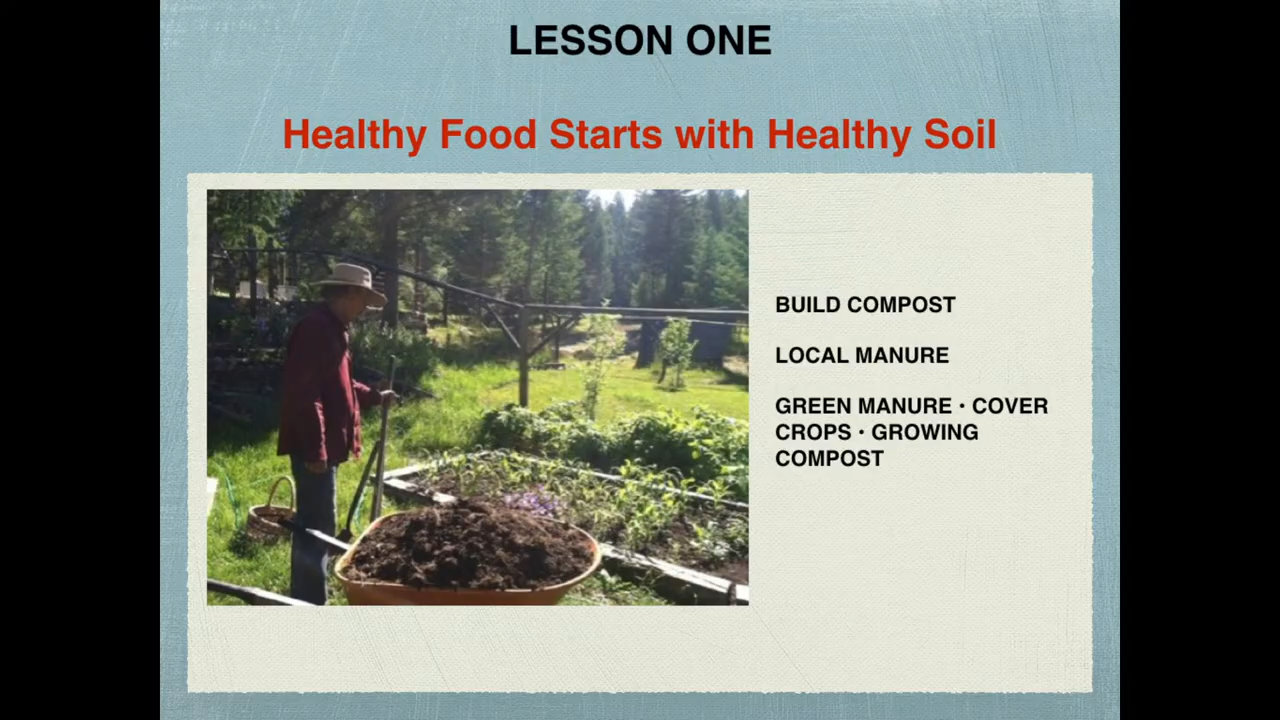 LESSON ONE
Healthy Food Starts with Healthy Soil
BUILD COMPOST
LOCAL MANURE
GREEN MANURE • COVER
CROPS • GROWING
COMPOST